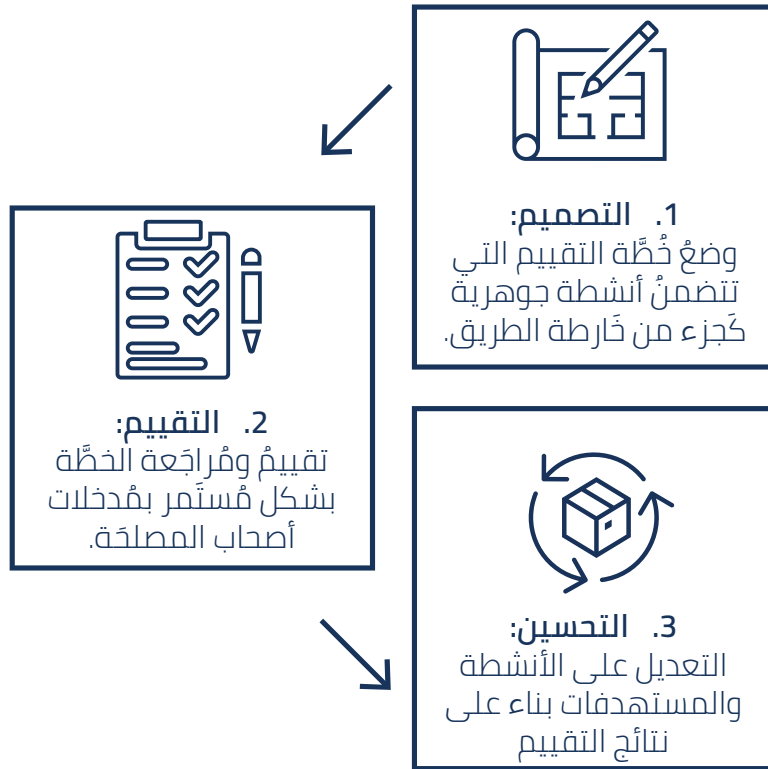 1. التصميم:
وضعُ خُطَّة التقييم التي
تتضمنُ أنشطة جوهرية
كَجزء من خَارطة الطريق.
2. التقييم:
تقييمُ ومُراجَعة الخطَّة
بشكل مُستَمر بمُدخلات
أصحاب المصلحَة.
3. التحسين:
التعديل على الأنشطة
والمستهدفات بناء على
نتائج التقييم